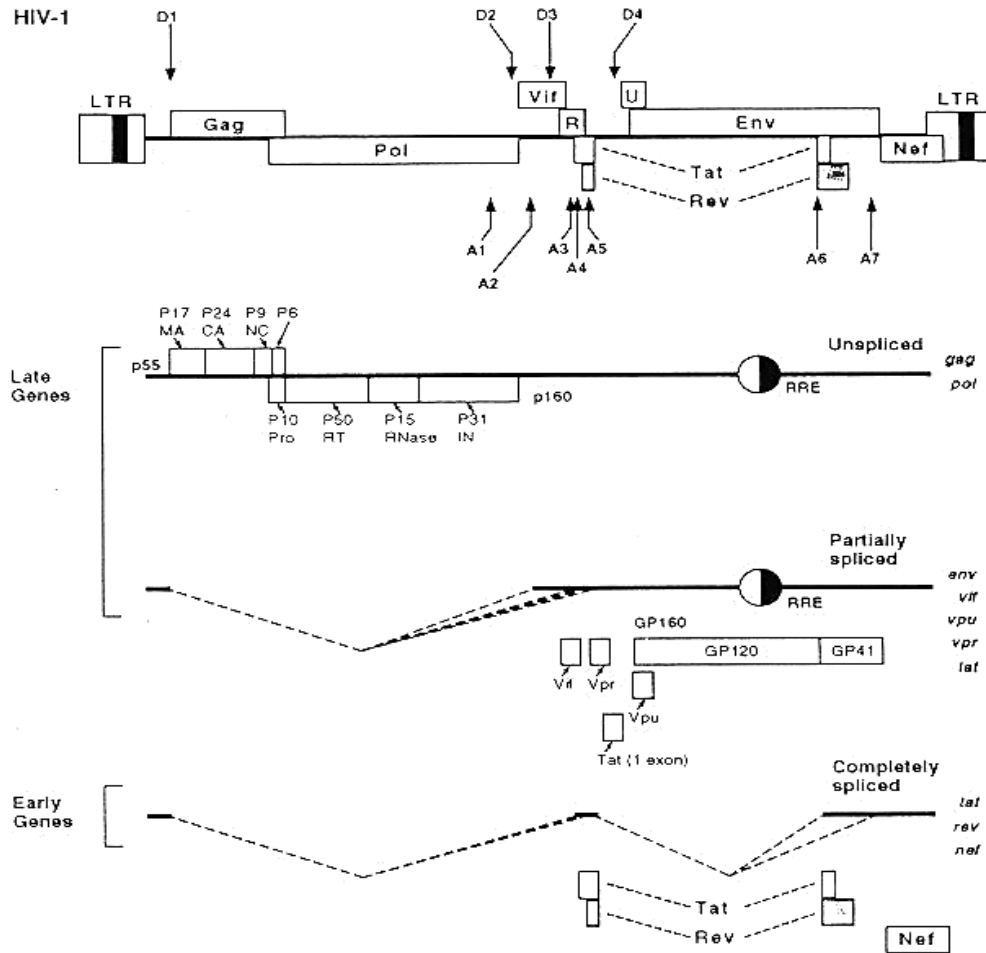 HIV-1
D1 D2 D3 D4
Vif U
LTR LTR
Gag R Env
Pol Nef
Tat
Rev
A1 A3 A5 A6 A7
A4
A2
P17 P24 P9 P6
MA CA NC
Unspliced
p55 gag
Late RRE pol
Genes p160
P10 P50 P15 P31
Pro RT RNase IN
Partially
spliced
env
RRE vif
vpu
GP160
GP120 GP41 vpr
tat
Vif Vpr
Vpu
Tat (1 exon)
Completely
spliced
Early tat
Genes rev
nef
Tat
Rev
Nef